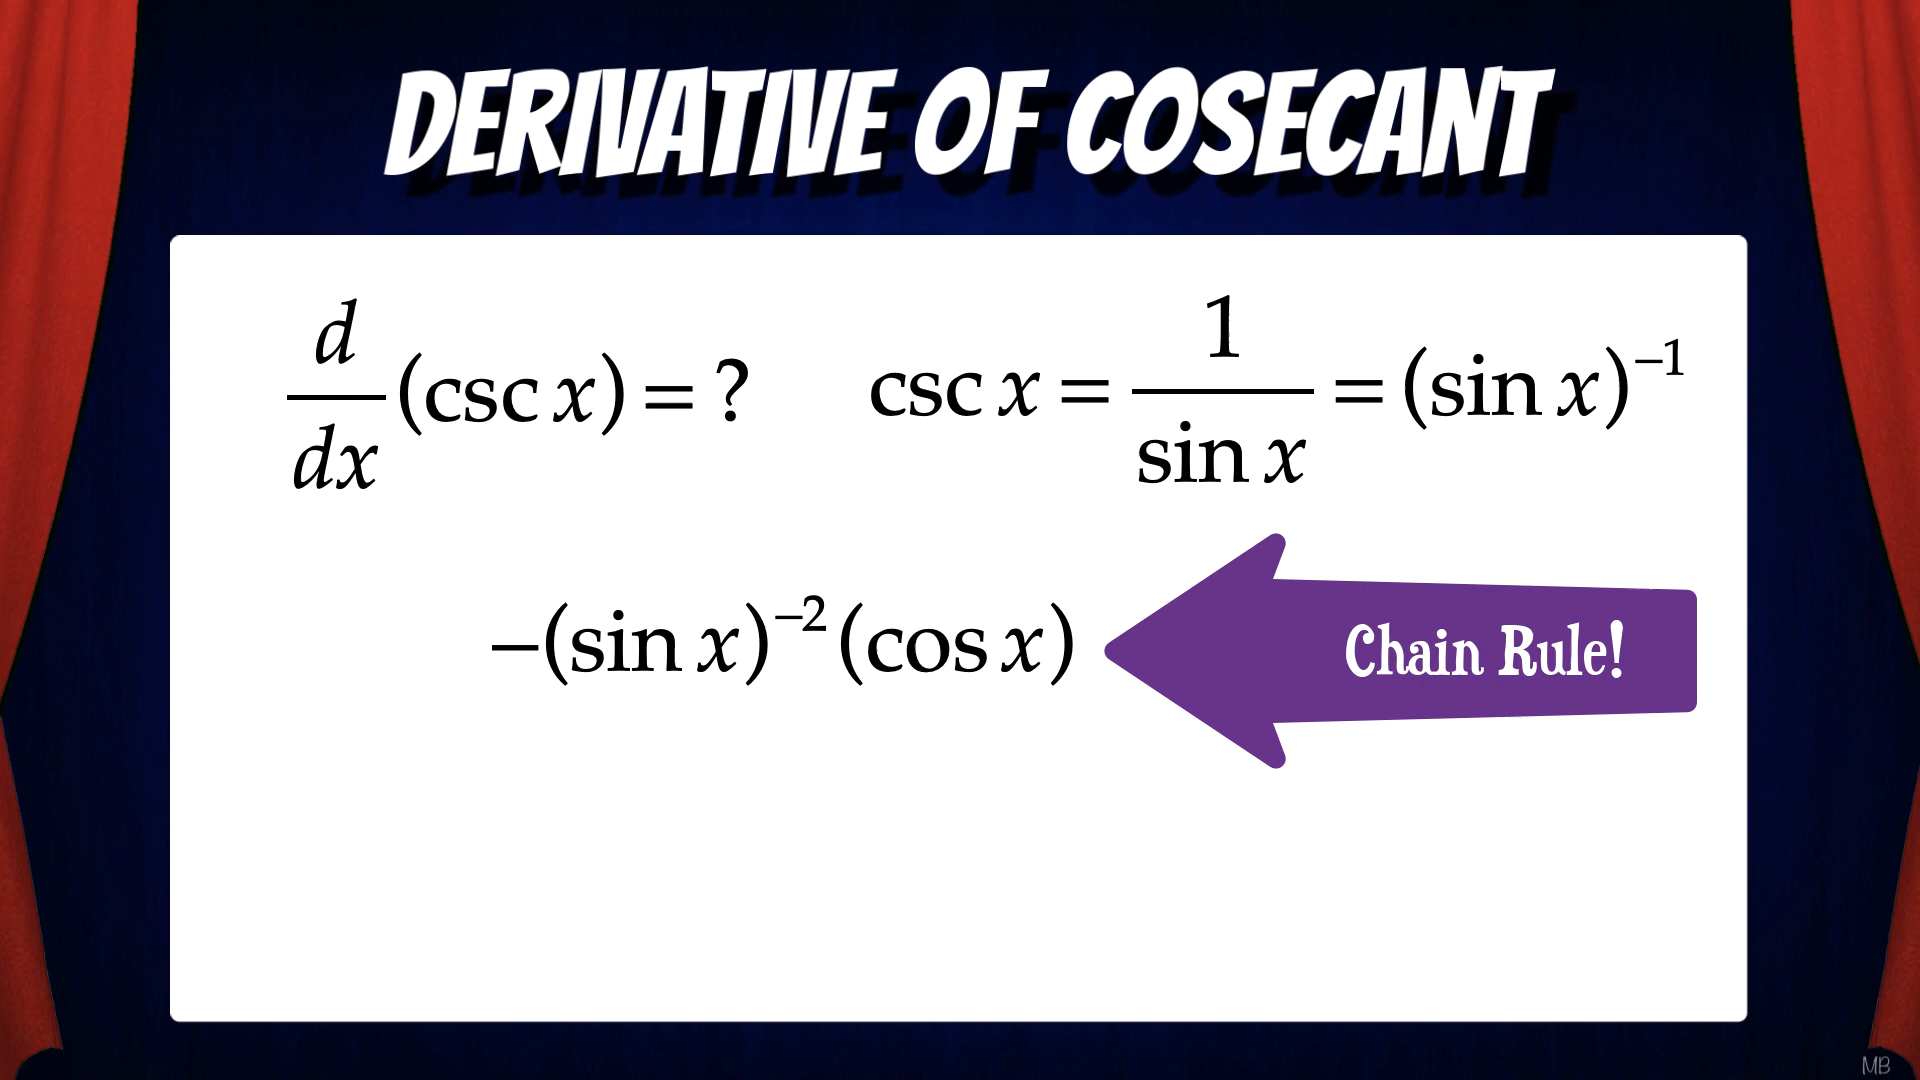 DERIVATIVE OF COSECANT
d/dx (csc x) = ? csc x = 1/sin x = (sin x)⁻¹
−(sin x)⁻² (cos x) Chain Rule!
MB